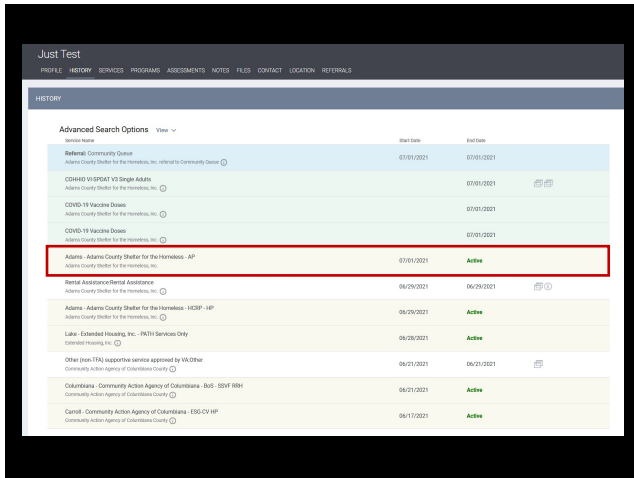 Just Test
PROFILE HISTORY SERVICES PROGRAMS ASSESSMENTS NOTES FILES CONTACT LOCATION REFERRALS
HISTORY
Advanced Search Options View
Service Name Start Date End Date
Referral: Community Queue
Adams County Shelter for the Homeless, Inc. referral to Community Queue
07/01/2021 07/01/2021
COHHIO VI-SPDAT V3 Single Adults
Adams County Shelter for the Homeless, Inc.
07/01/2021
COVID-19 Vaccine Doses
Adams County Shelter for the Homeless, Inc.
07/01/2021
COVID-19 Vaccine Doses
Adams County Shelter for the Homeless, Inc.
07/01/2021
Adams - Adams County Shelter for the Homeless - AP
Adams County Shelter for the Homeless, Inc.
07/01/2021 Active
Rental Assistance:Rental Assistance
Adams County Shelter for the Homeless, Inc.
06/29/2021 06/29/2021
Adams - Adams County Shelter for the Homeless - HCRP - HP
Adams County Shelter for the Homeless, Inc.
06/29/2021 Active
Lake - Extended Housing, Inc. - PATH Services Only
Extended Housing, Inc.
06/28/2021 Active
Other (non-TFA) supportive service approved by VA:Other
Community Action Agency of Columbiana County
06/21/2021 06/21/2021
Columbiana - Community Action Agency of Columbiana - BoS - SSVF RRH
Community Action Agency of Columbiana County
06/21/2021 Active
Carroll - Community Action Agency of Columbiana - ESG-CV HP
Community Action Agency of Columbiana County
06/17/2021 Active